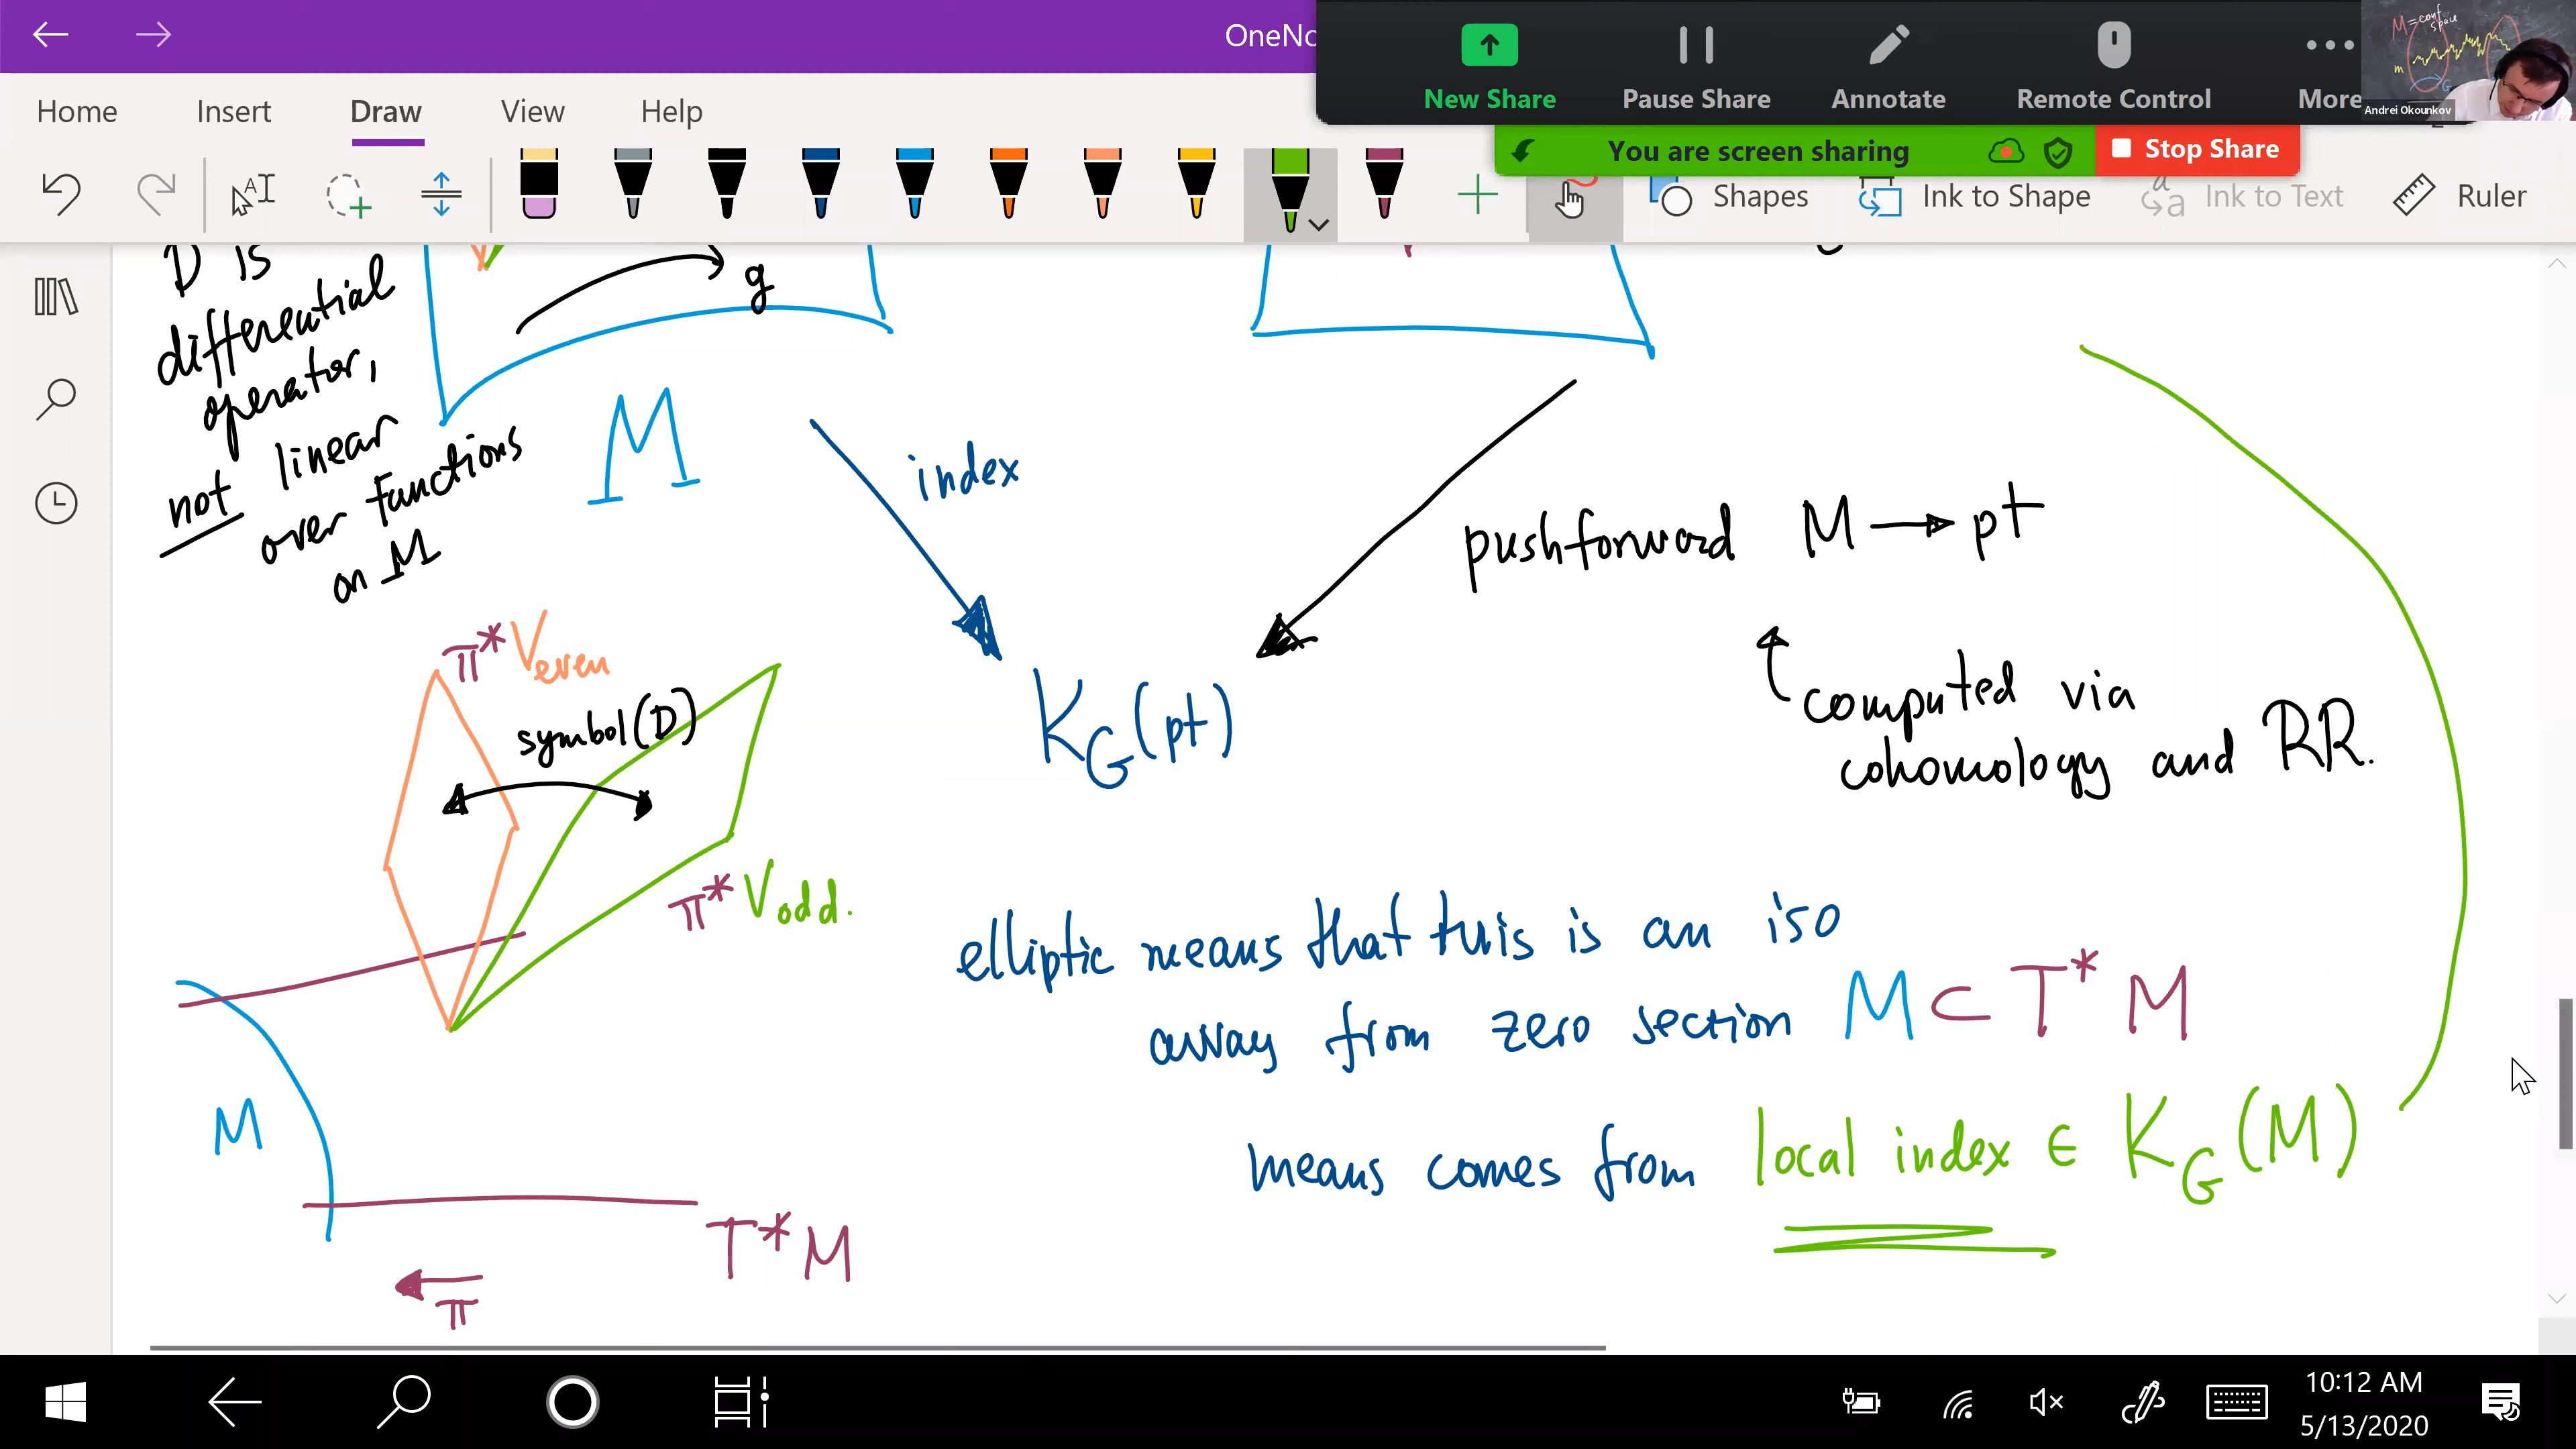 OneNo
New Share
Pause Share
Annotate
Remote Control
More
M = conf space
m
G
Andrei Okounkov
You are screen sharing
Stop Share
Home
Insert
Draw
View
Help
Shapes
Ink to Shape
Ink to Text
Ruler
D is
differential
operator,
not linear
over functions
on M
g
M
index
pushforward M → pt
K_G(pt)
computed via
cohomology and RR.
π*V_even
symbol(D)
π*V_odd.
elliptic means that this is an iso
away from zero section M ⊂ T*M
means comes from local index ∈ K_G(M)
M
T*M
π
10:12 AM
5/13/2020